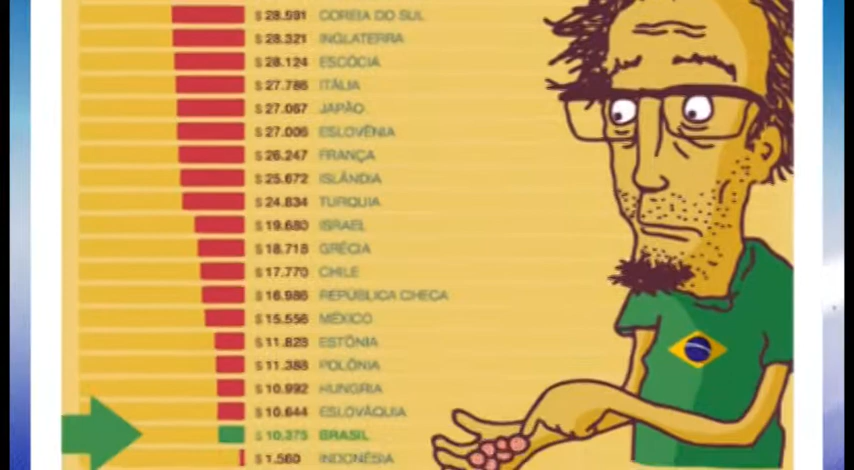 $ 28.591 COREIA DO SUL
$ 28.321 INGLATERRA
$ 28.124 ESCÓCIA
$ 27.786 ITÁLIA
$ 27.067 JAPÃO
$ 27.006 ESLOVÊNIA
$ 26.247 FRANÇA
$ 25.672 ISLÂNDIA
$ 24.834 TURQUIA
$ 19.680 ISRAEL
$ 18.718 GRÉCIA
$ 17.770 CHILE
$ 16.986 REPÚBLICA CHECA
$ 15.556 MÉXICO
$ 11.828 ESTÔNIA
$ 11.388 POLÔNIA
$ 10.992 HUNGRIA
$ 10.644 ESLOVÁQUIA
$ 10.375 BRASIL
$ 1.560 INDONÉSIA